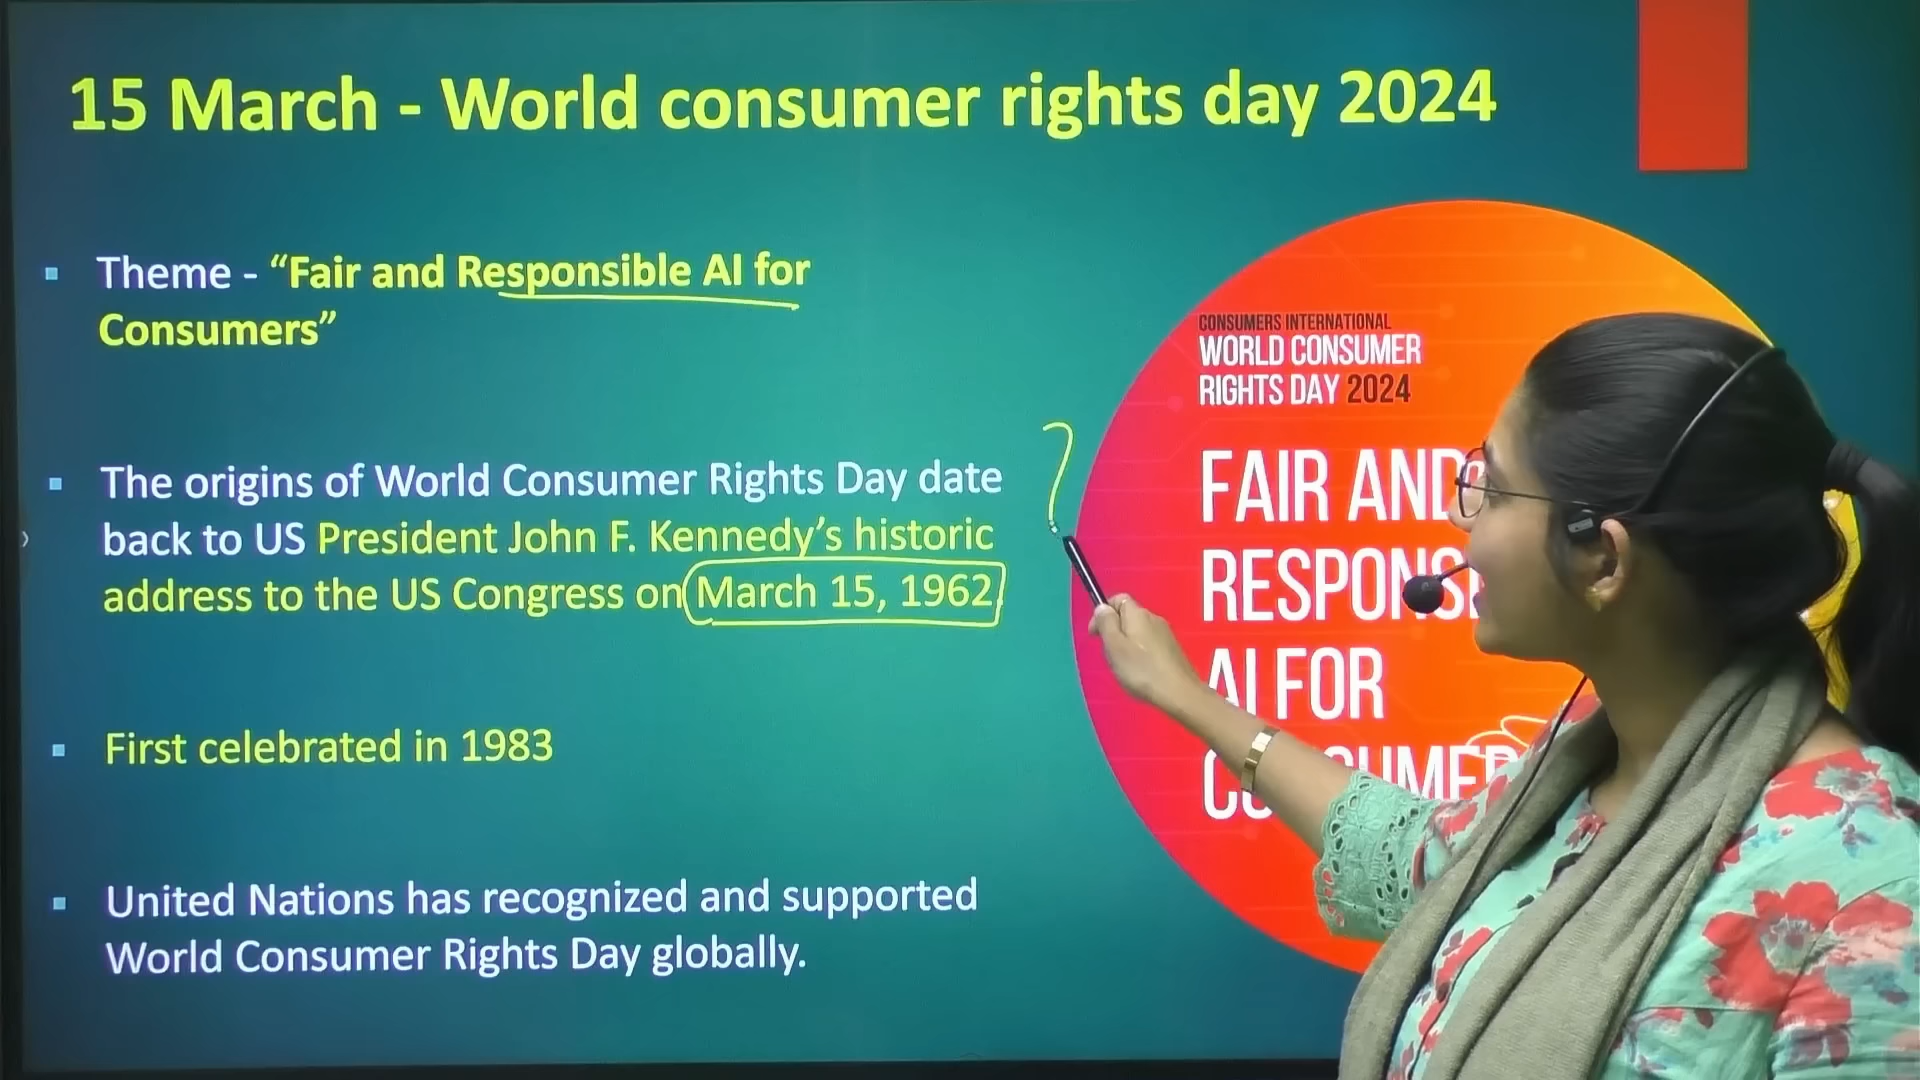 15 March - World consumer rights day 2024
Theme - “Fair and Responsible AI for
Consumers”
The origins of World Consumer Rights Day date
back to US President John F. Kennedy’s historic
address to the US Congress on March 15, 1962
First celebrated in 1983
United Nations has recognized and supported
World Consumer Rights Day globally.
CONSUMERS INTERNATIONAL
WORLD CONSUMER
RIGHTS DAY 2024
FAIR AND
AI FOR